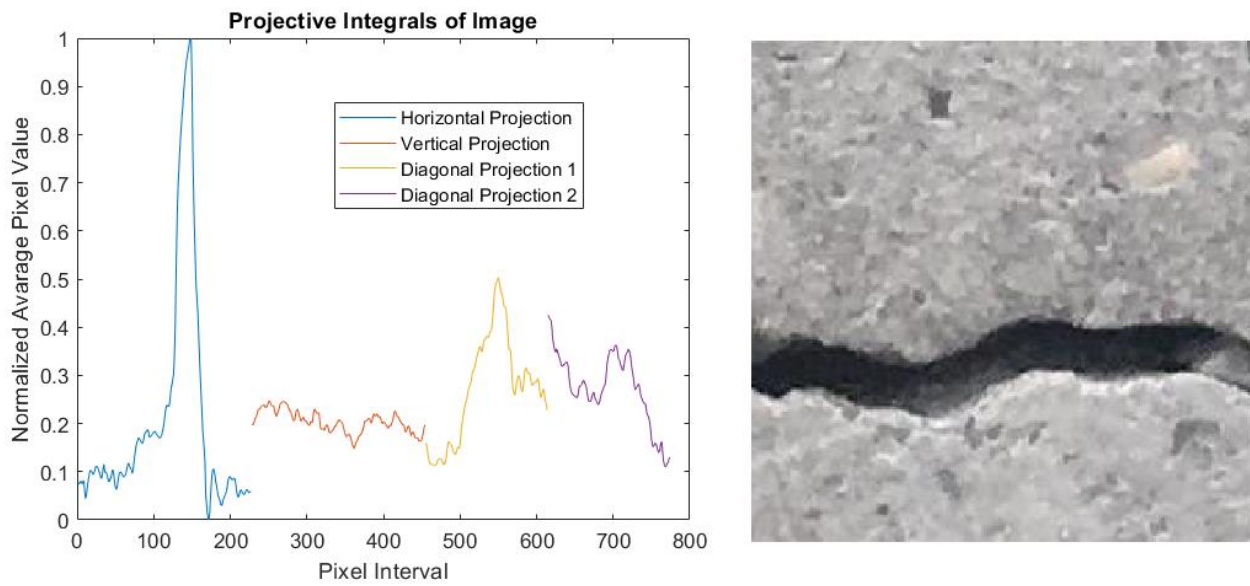 Projective Integrals of Image
Normalized Avarage Pixel Value
1
0.9
0.8
0.7
0.6
0.5
0.4
0.3
0.2
0.1
0
Horizontal Projection
Vertical Projection
Diagonal Projection 1
Diagonal Projection 2
0 100 200 300 400 500 600 700 800
Pixel Interval